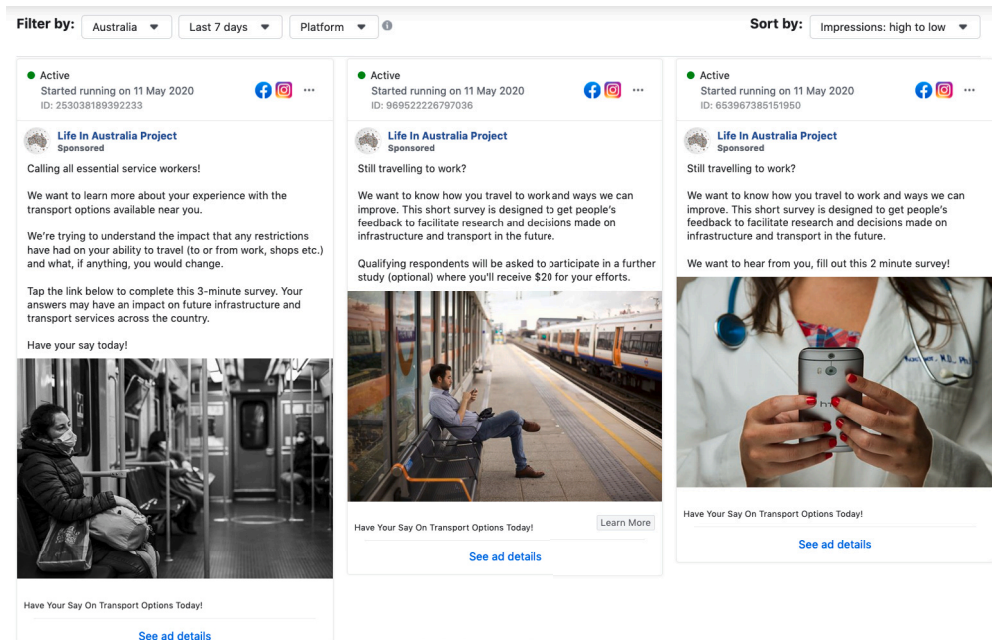 Filter by: Australia Last 7 days Platform
Sort by: Impressions: high to low
Active
Started running on 11 May 2020
ID: 253038189392233
Life In Australia Project
Sponsored
Calling all essential service workers!
We want to learn more about your experience with the
transport options available near you.
We're trying to understand the impact that any restrictions
have had on your ability to travel (to or from work, shops etc.)
and what, if anything, you would change.
Tap the link below to complete this 3-minute survey. Your
answers may have an impact on future infrastructure and
transport services across the country.
Have your say today!
Have Your Say On Transport Options Today!
See ad details
Active
Started running on 11 May 2020
ID: 969522226797036
Life In Australia Project
Sponsored
Still travelling to work?
We want to know how you travel to work and ways we can
improve. This short survey is designed to get people's
feedback to facilitate research and decisions made on
infrastructure and transport in the future.
Qualifying respondents will be asked to participate in a further
study (optional) where you'll receive $20 for your efforts.
Have Your Say On Transport Options Today!
Learn More
See ad details
Active
Started running on 11 May 2020
ID: 653967385151950
Life In Australia Project
Sponsored
Still travelling to work?
We want to know how you travel to work and ways we can
improve. This short survey is designed to get people's
feedback to facilitate research and decisions made on
infrastructure and transport in the future.
We want to hear from you, fill out this 2 minute survey!
hTC
Have Your Say On Transport Options Today!
See ad details